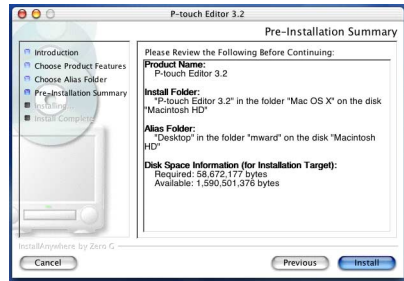 P-touch Editor 3.2
Pre-Installation Summary
Introduction
Choose Product Features
Choose Alias Folder
Pre-Installation Summary
Installing...
Install Complete
Please Review the Following Before Continuing:
Product Name:
P-touch Editor 3.2
Install Folder:
"P-touch Editor 3.2" in the folder "Mac OS X" on the disk
"Macintosh HD"
Alias Folder:
"Desktop" in the folder "mward" on the disk "Macintosh
HD"
Disk Space Information (for Installation Target):
Required: 58,672,177 bytes
Available: 1,590,501,376 bytes
InstallAnywhere by Zero G
Cancel
Previous
Install